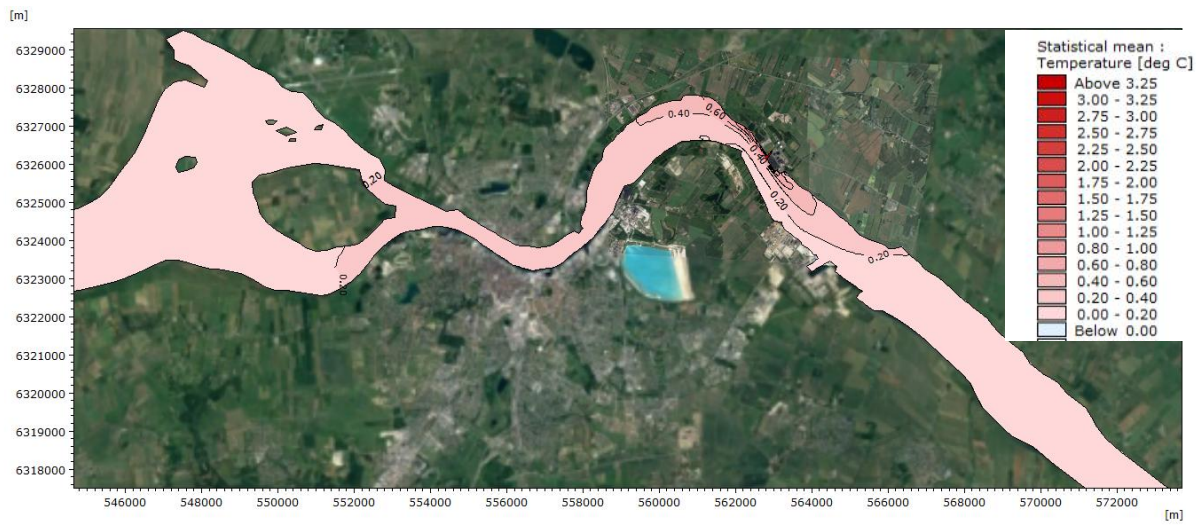 [m]
6329000
6328000
6327000
6326000
6325000
6324000
6323000
6322000
6321000
6320000
6319000
6318000
546000 550000 552000 554000 556000 558000 560000 562000 564000 566000 568000 570000 572000
[m]
Statistical mean :
Temperature [deg C]
Above 3.25
3.00 - 3.25
2.75 - 3.00
2.50 - 2.75
2.25 - 2.50
2.00 - 2.25
1.75 - 2.00
1.50 - 1.75
1.25 - 1.50
1.00 - 1.25
0.80 - 1.00
0.60 - 0.80
0.40 - 0.60
0.20 - 0.40
0.00 - 0.20
Below 0.00
0.40
0.60
0.40
0.20
0.20
0.20